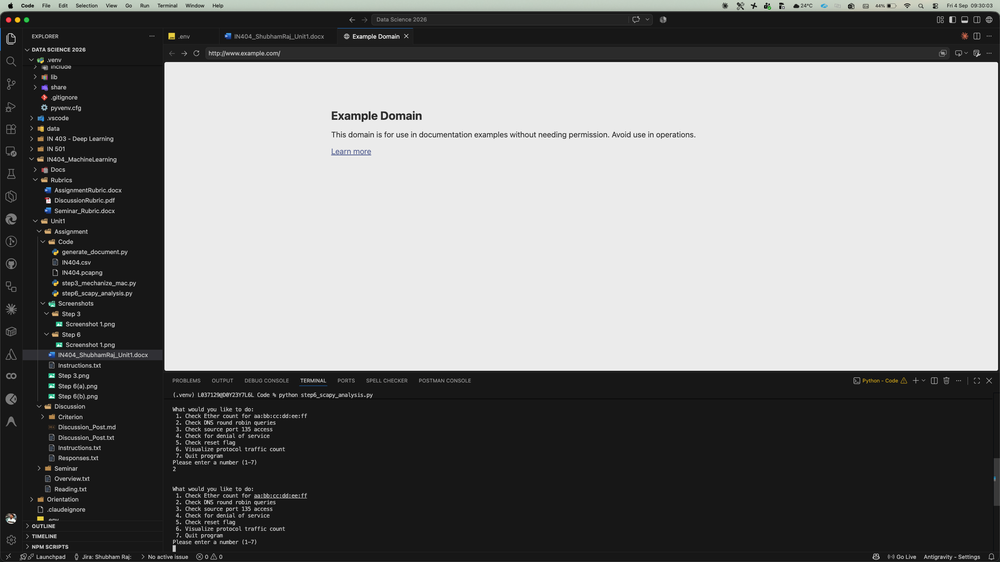 Code File Edit Selection View Go Run Terminal Window Help
24°C
44%
Fri 4 Sep 09:30:03
Data Science 2026
EXPLORER
DATA SCIENCE 2026
.venv
include
lib
share
.gitignore
pyvenv.cfg
.vscode
data
IN 403 - Deep Learning
IN 501
IN404_MachineLearning
Docs
Rubrics
AssignmentRubric.docx
DiscussionRubric.pdf
Seminar_Rubric.docx
Unit1
Assignment
Code
generate_document.py
IN404.csv
IN404.pcapng
step3_mechanize_mac.py
step6_scapy_analysis.py
Screenshots
Step 3
Screenshot 1.png
Step 6
Screenshot 1.png
IN404_ShubhamRaj_Unit1.docx
Instructions.txt
Step 3.png
Step 6(a).png
Step 6(b).png
Discussion
Criterion
Discussion_Post.md
Discussion_Post.txt
Instructions.txt
Responses.txt
Seminar
Overview.txt
Reading.txt
Orientation
.claudeignore
.env
OUTLINE
TIMELINE
NPM SCRIPTS
.env
IN404_ShubhamRaj_Unit1.docx
Example Domain
http://www.example.com/
Example Domain
This domain is for use in documentation examples without needing permission. Avoid use in operations.
Learn more
PROBLEMS OUTPUT DEBUG CONSOLE TERMINAL PORTS SPELL CHECKER POSTMAN CONSOLE
Python - Code
(.venv) L037129@D0Y23Y7L6L Code % python step6_scapy_analysis.py
What would you like to do:
1. Check Ether count for aa:bb:cc:dd:ee:ff
2. Check DNS round robin queries
3. Check source port 135 access
4. Check for denial of service
5. Check reset flag
6. Visualize protocol traffic count
7. Quit program
Please enter a number (1-7)
2
What would you like to do:
1. Check Ether count for aa:bb:cc:dd:ee:ff
2. Check DNS round robin queries
3. Check source port 135 access
4. Check for denial of service
5. Check reset flag
6. Visualize protocol traffic count
7. Quit program
Please enter a number (1-7)
Launchpad
Jira: Shubham Raj:
No active issue
0 0
Go Live
Antigravity - Settings